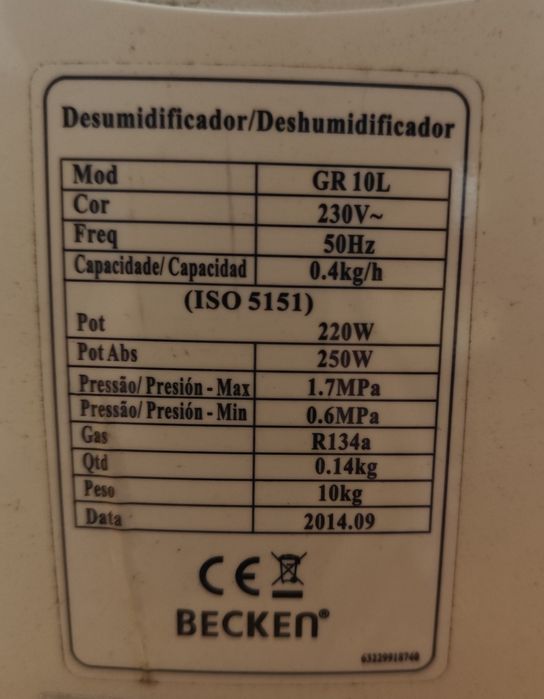 Desumidificador/Deshumidificador
Mod GR 10L
Cor 230V~
Freq 50Hz
Capacidade/ Capacidad 0.4kg/h
(ISO 5151)
Pot 220W
Pot Abs 250W
Pressão/ Presión - Max 1.7MPa
Pressão/ Presión - Min 0.6MPa
Gas R134a
Qtd 0.14kg
Peso 10kg
Data 2014.09
CE
BECKEN®
63229918740